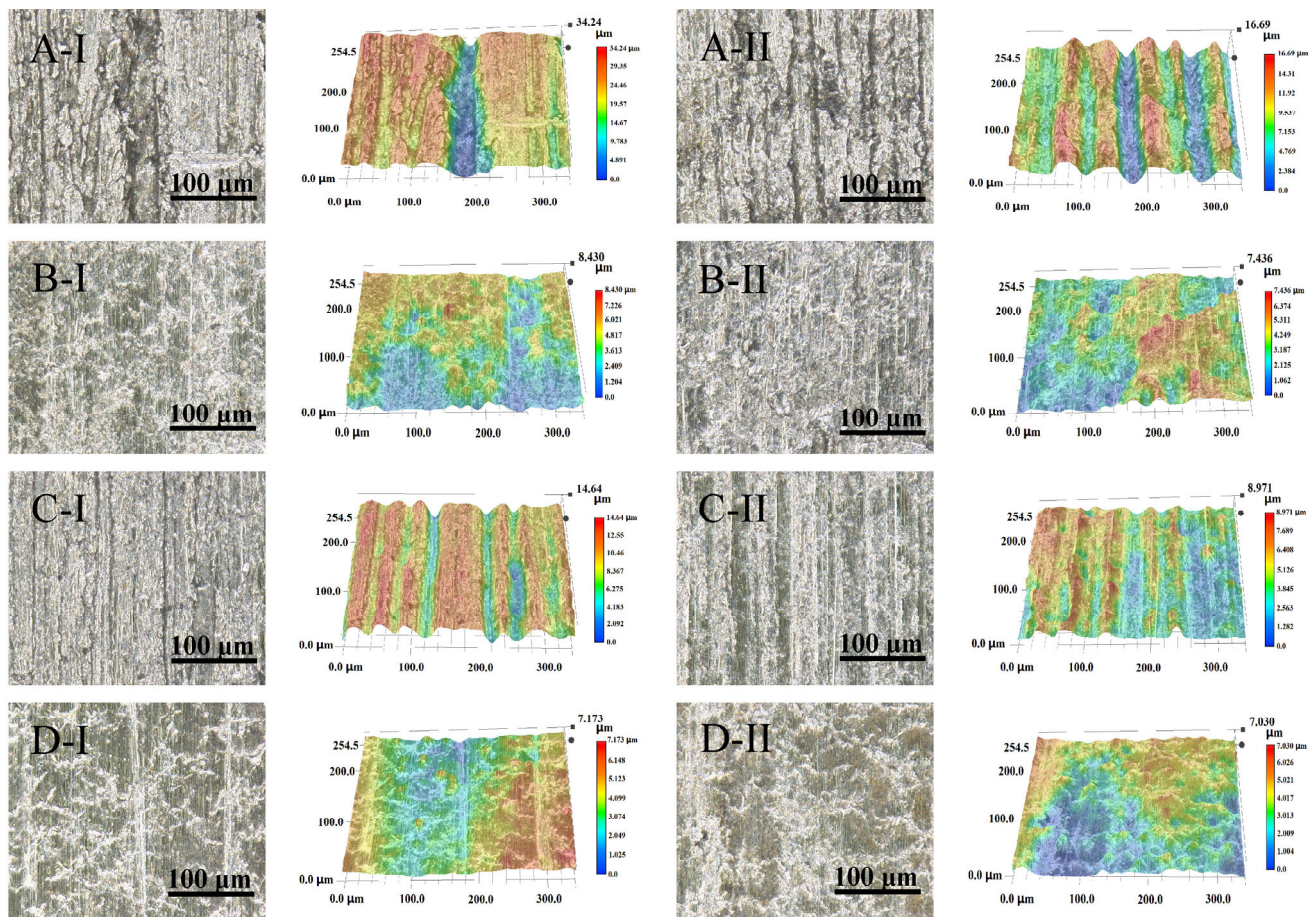 A-I
100 µm
34.24
µm
34.24 µm
29.35
24.46
19.57
14.67
9.783
4.891
0.0
254.5
200.0
100.0
0.0 µm
0.0 µm 100.0 200.0 300.0
A-II
100 µm
16.69
µm
16.69 µm
14.31
11.92
9.537
7.153
4.769
2.384
0.0
254.5
200.0
100.0
0.0 µm
0.0 µm 100.0 200.0 300.0
B-I
100 µm
8.430
µm
8.430 µm
7.226
6.021
4.817
3.613
2.409
1.204
0.0
254.5
200.0
100.0
0.0 µm
0.0 µm 100.0 200.0 300.0
B-II
100 µm
7.436
µm
7.436 µm
6.374
5.311
4.249
3.187
2.125
1.062
0.0
254.5
200.0
100.0
0.0 µm
0.0 µm 100.0 200.0 300.0
C-I
100 µm
14.64
µm
14.64 µm
12.55
10.46
8.367
6.275
4.183
2.092
0.0
254.5
200.0
100.0
0.0 µm
0.0 µm 100.0 200.0 300.0
C-II
100 µm
8.971
µm
8.971 µm
7.689
6.408
5.126
3.845
2.563
1.282
0.0
254.5
200.0
100.0
0.0 µm
0.0 µm 100.0 200.0 300.0
D-I
100 µm
7.173
µm
7.173 µm
6.148
5.123
4.099
3.074
2.049
1.025
0.0
254.5
200.0
100.0
0.0 µm
0.0 µm 100.0 200.0 300.0
D-II
100 µm
7.030
µm
7.030 µm
6.026
5.021
4.017
3.013
2.009
1.004
0.0
254.5
200.0
100.0
0.0 µm
0.0 µm 100.0 200.0 300.0